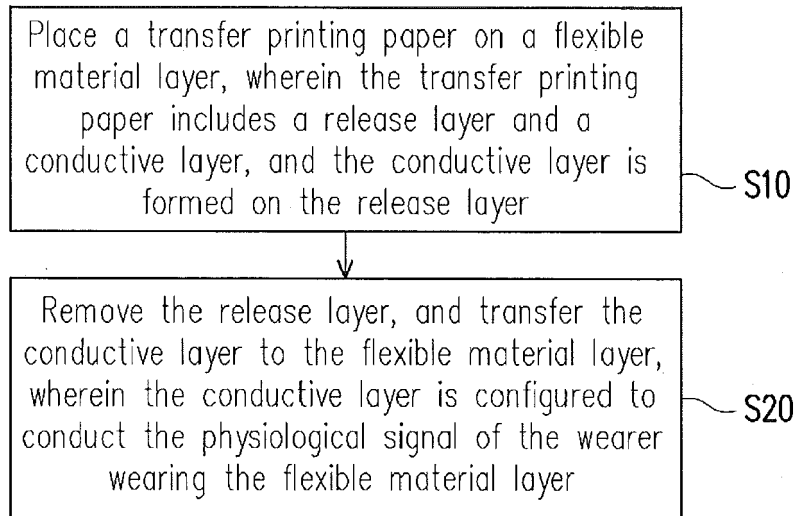 Place a transfer printing paper on a flexible
material layer, wherein the transfer printing
paper includes a release layer and a
conductive layer, and the conductive layer is
formed on the release layer
S10
Remove the release layer, and transfer the
conductive layer to the flexible material layer,
wherein the conductive layer is configured to
conduct the physiological signal of the wearer
wearing the flexible material layer
S20